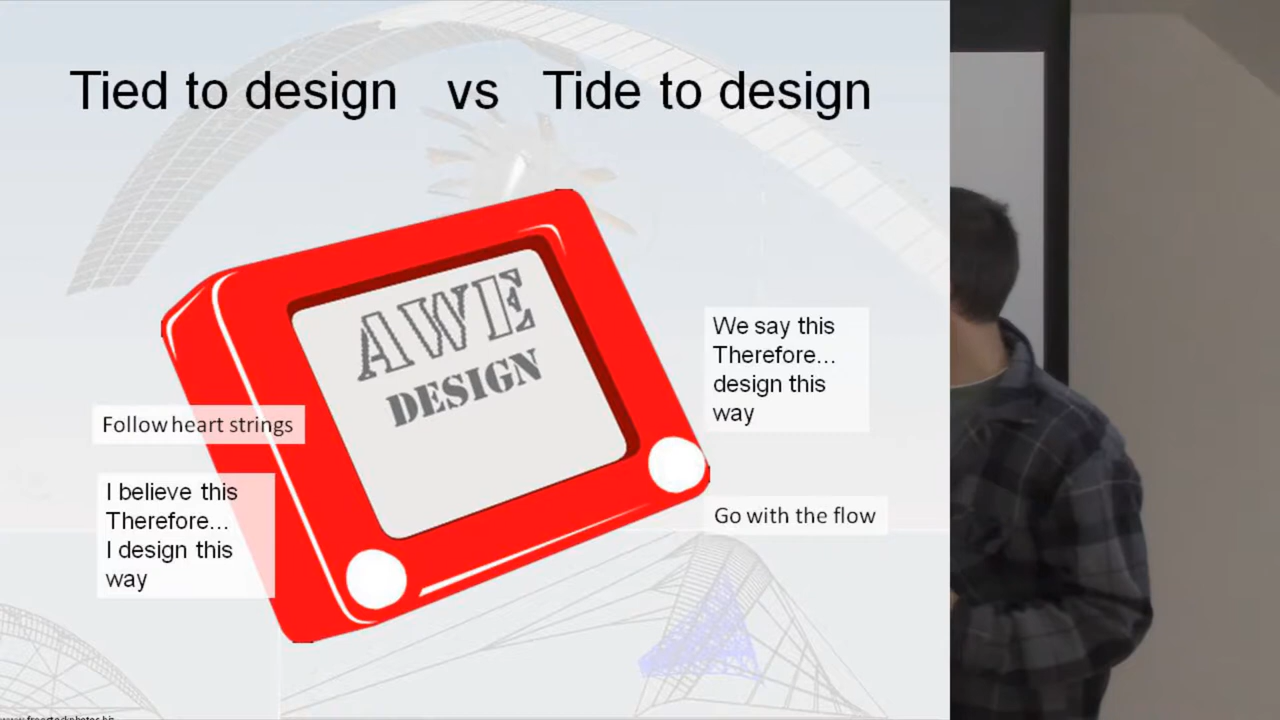 Tied to design vs Tide to design
AWE
DESIGN
We say this
Therefore...
design this
way
Follow heart strings
I believe this
Therefore...
I design this
way
Go with the flow